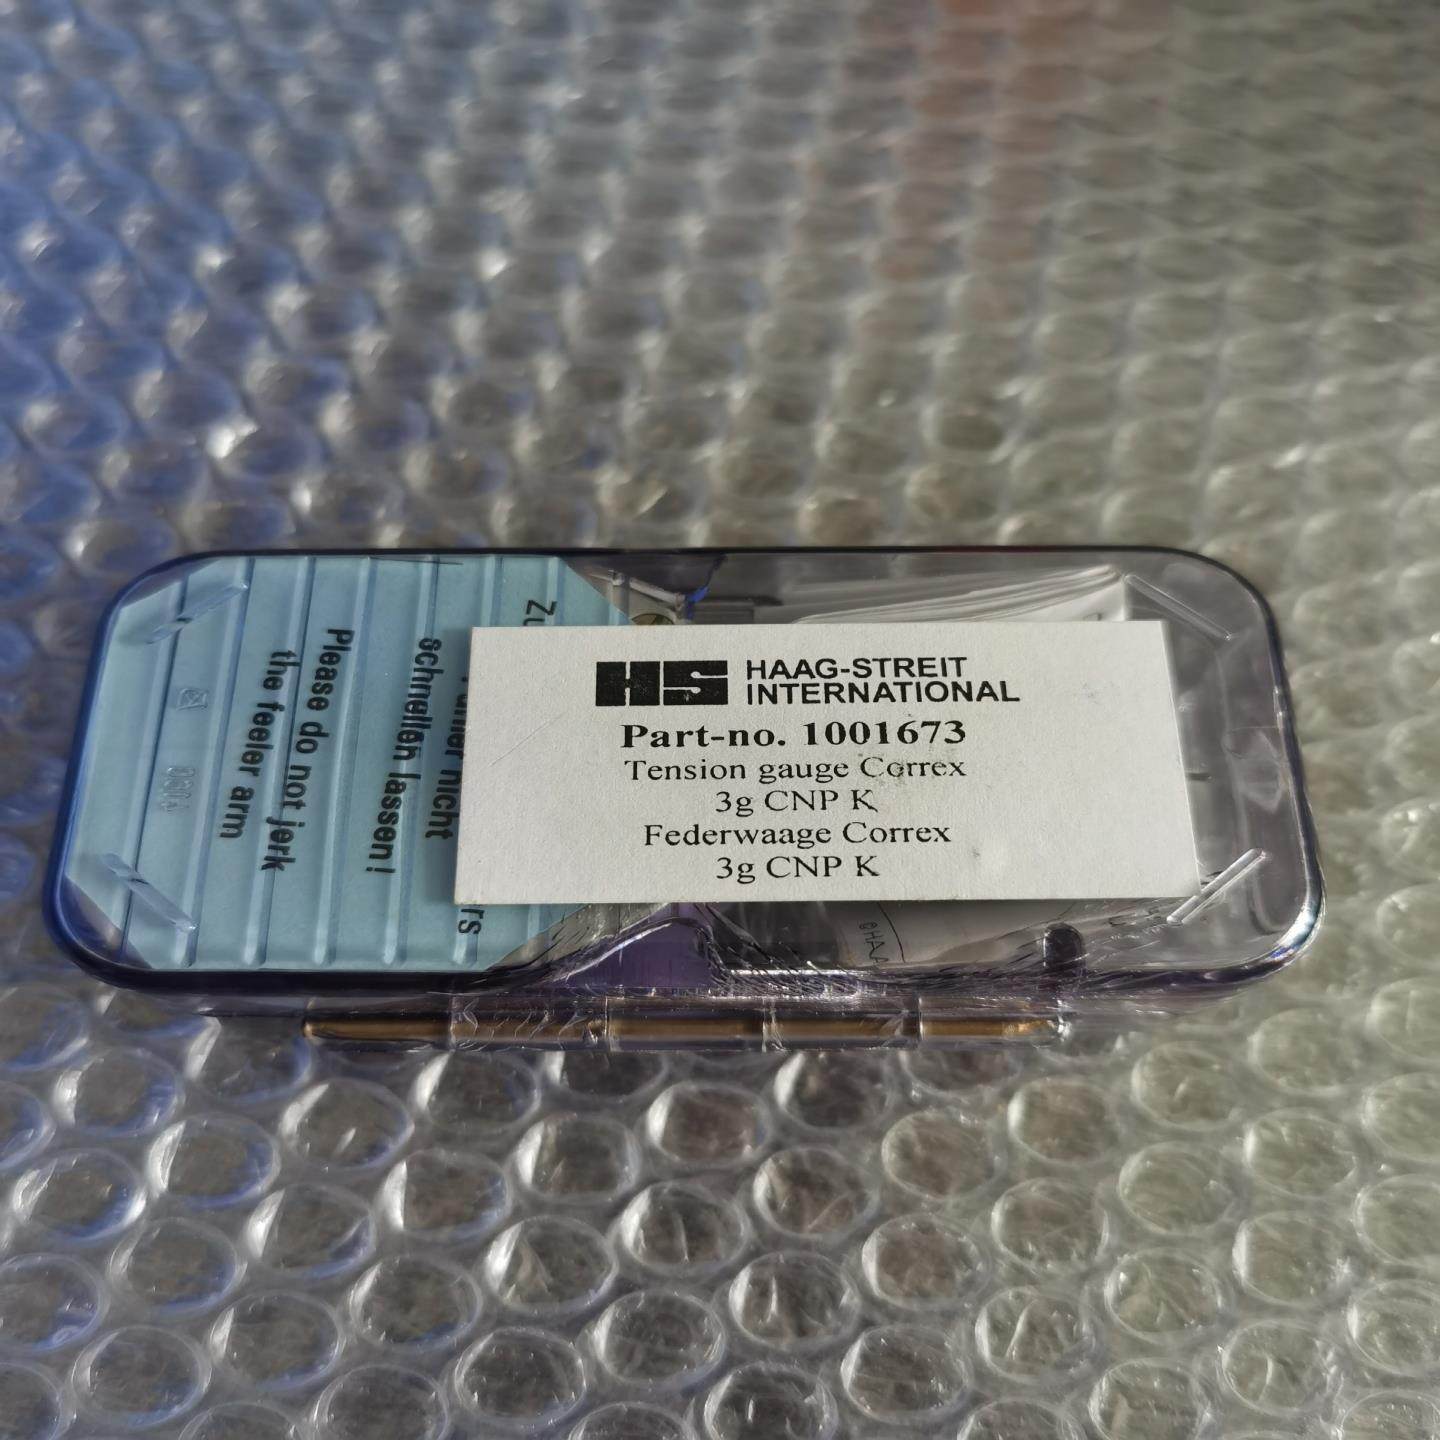 HS HAAG-STREIT
INTERNATIONAL
Part-no. 1001673
Tension gauge Correx
3g CNP K
Federwaage Correx
3g CNP K
nicht
schnellen lassen!
Please do not jerk
the feeler arm